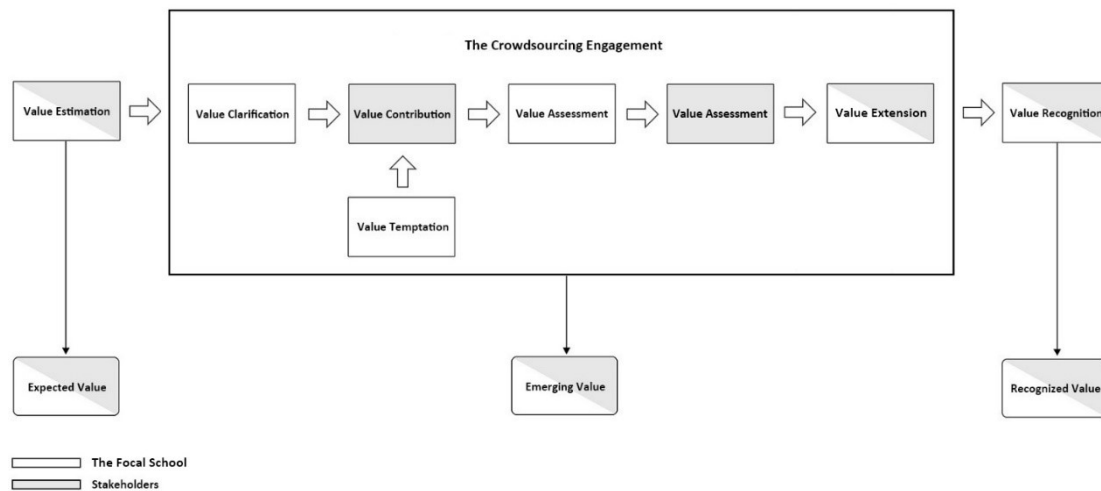 The Crowdsourcing Engagement
Value Estimation
Value Clarification
Value Contribution
Value Assessment
Value Assessment
Value Extension
Value Recognition
Value Temptation
Expected Value
Emerging Value
Recognized Value
The Focal School
Stakeholders